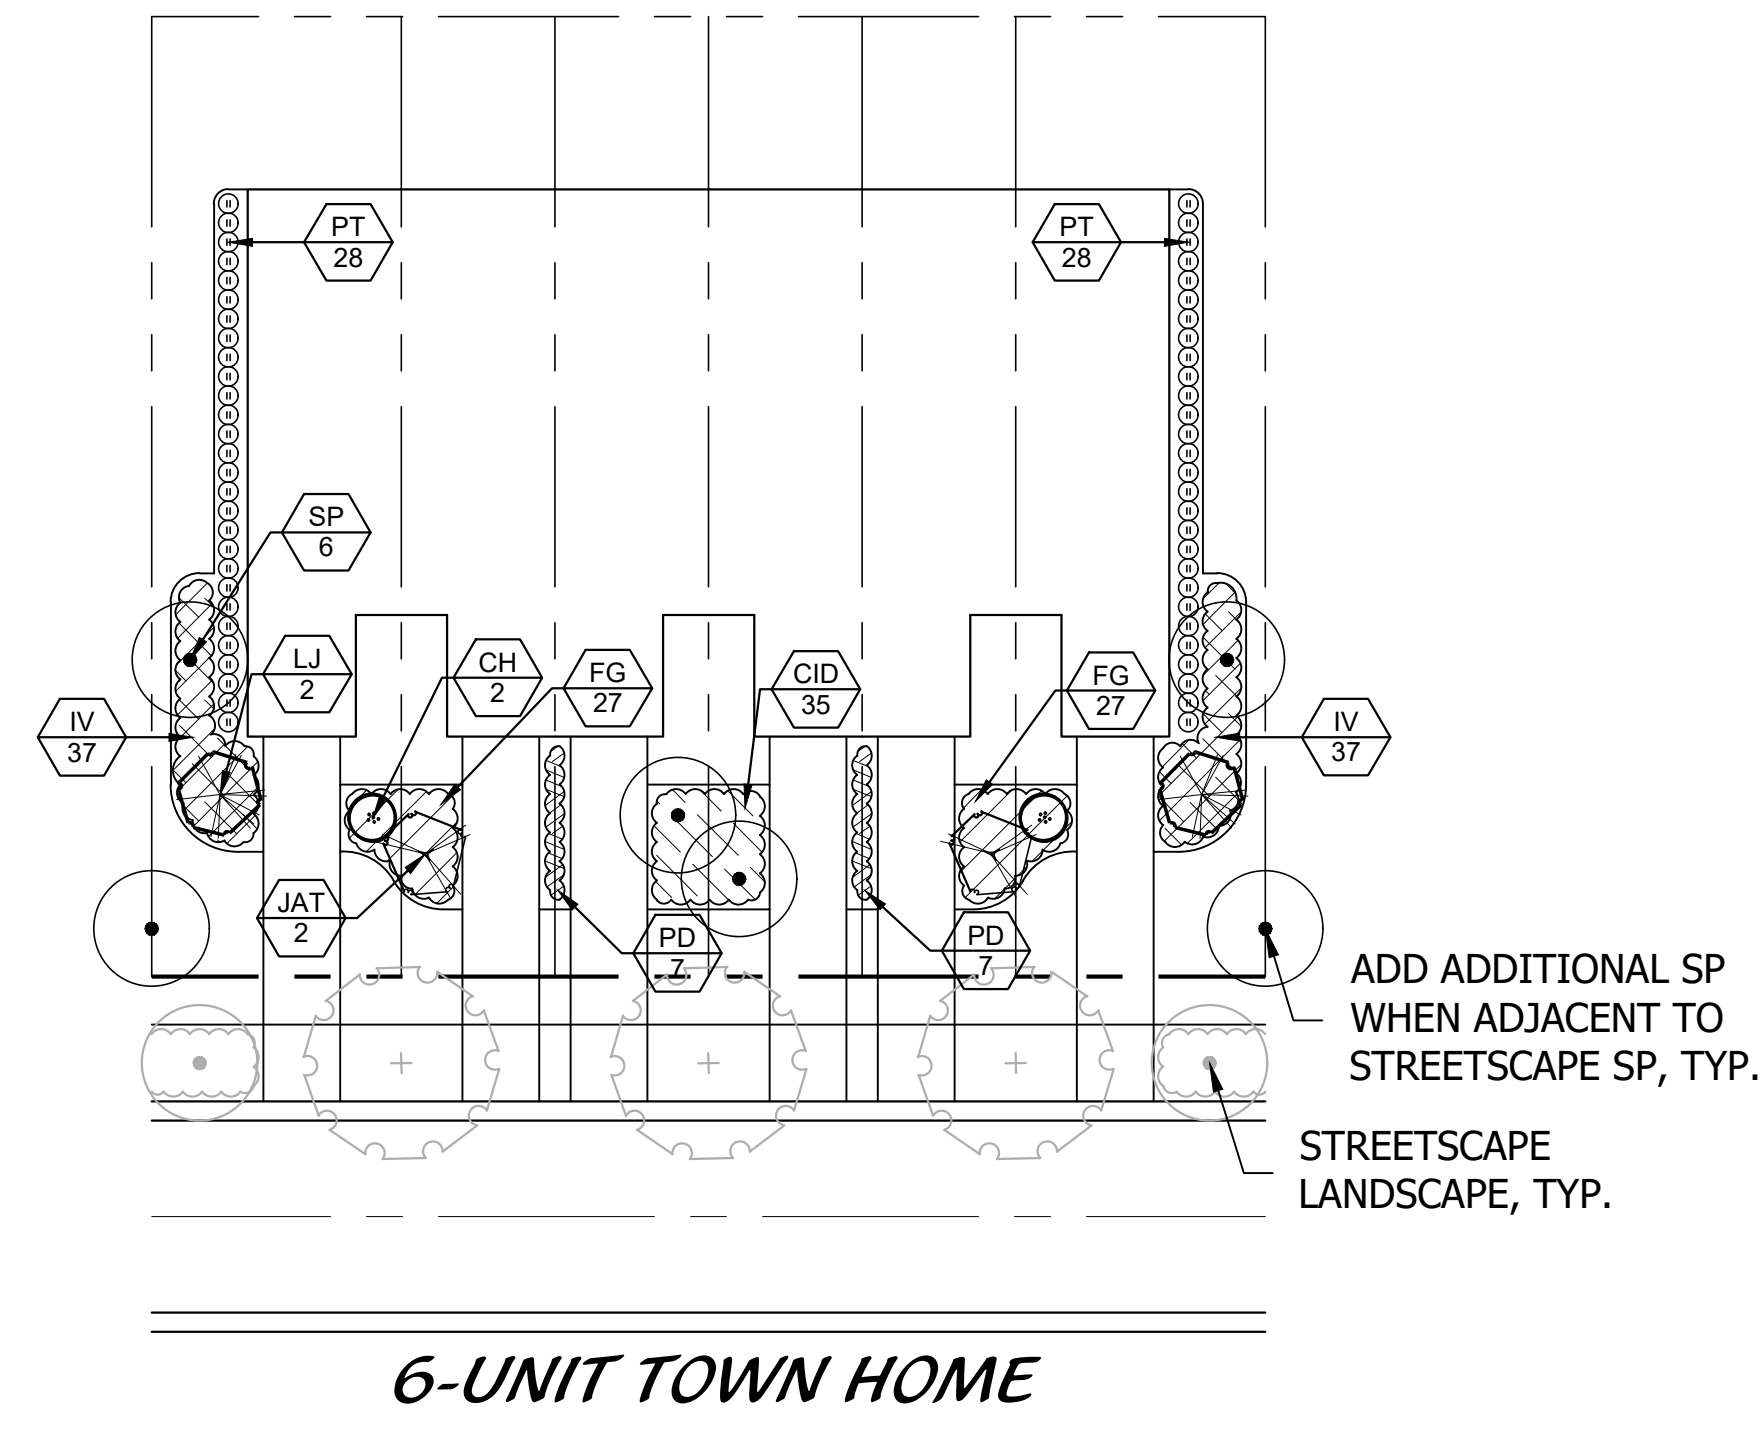 PT
28
PT
28
SP
6
LJ
2
CH
2
FG
27
CID
35
FG
27
IV
37
IV
37
JAT
2
PD
7
PD
7
ADD ADDITIONAL SP
WHEN ADJACENT TO
STREETSCAPE SP, TYP.
STREETSCAPE
LANDSCAPE, TYP.
6-UNIT TOWN HOME